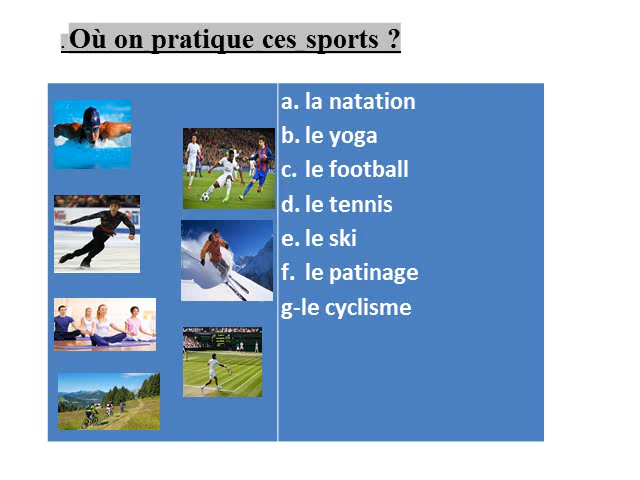 . Où on pratique ces sports ?
a. la natation
b. le yoga
c. le football
d. le tennis
e. le ski
f. le patinage
g-le cyclisme